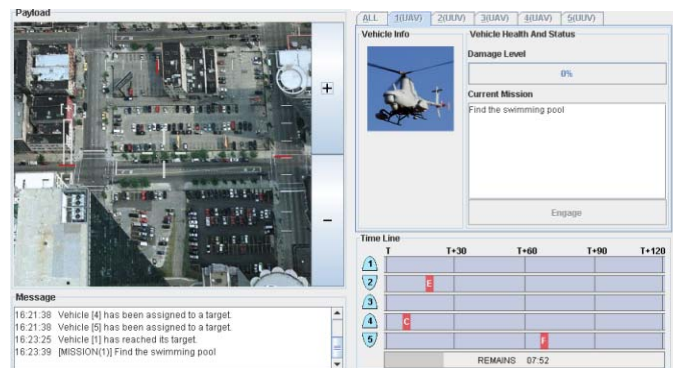 Payload
+
−
Message
16:21:38 Vehicle [4] has been assigned to a target.
16:21:38 Vehicle [5] has been assigned to a target.
16:23:25 Vehicle [1] has reached its target.
16:23:39 [MISSION(1)] Find the swimming pool
ALL 1(UAV) 2(UUV) 3(UAV) 4(UAV) 5(UUV)
Vehicle Info
Vehicle Health And Status
Damage Level
0%
Current Mission
Find the swimming pool
Engage
Time Line
T T+30 T+60 T+90 T+120
1
2 E
3
4 C
5 F
REMAINS 07:52